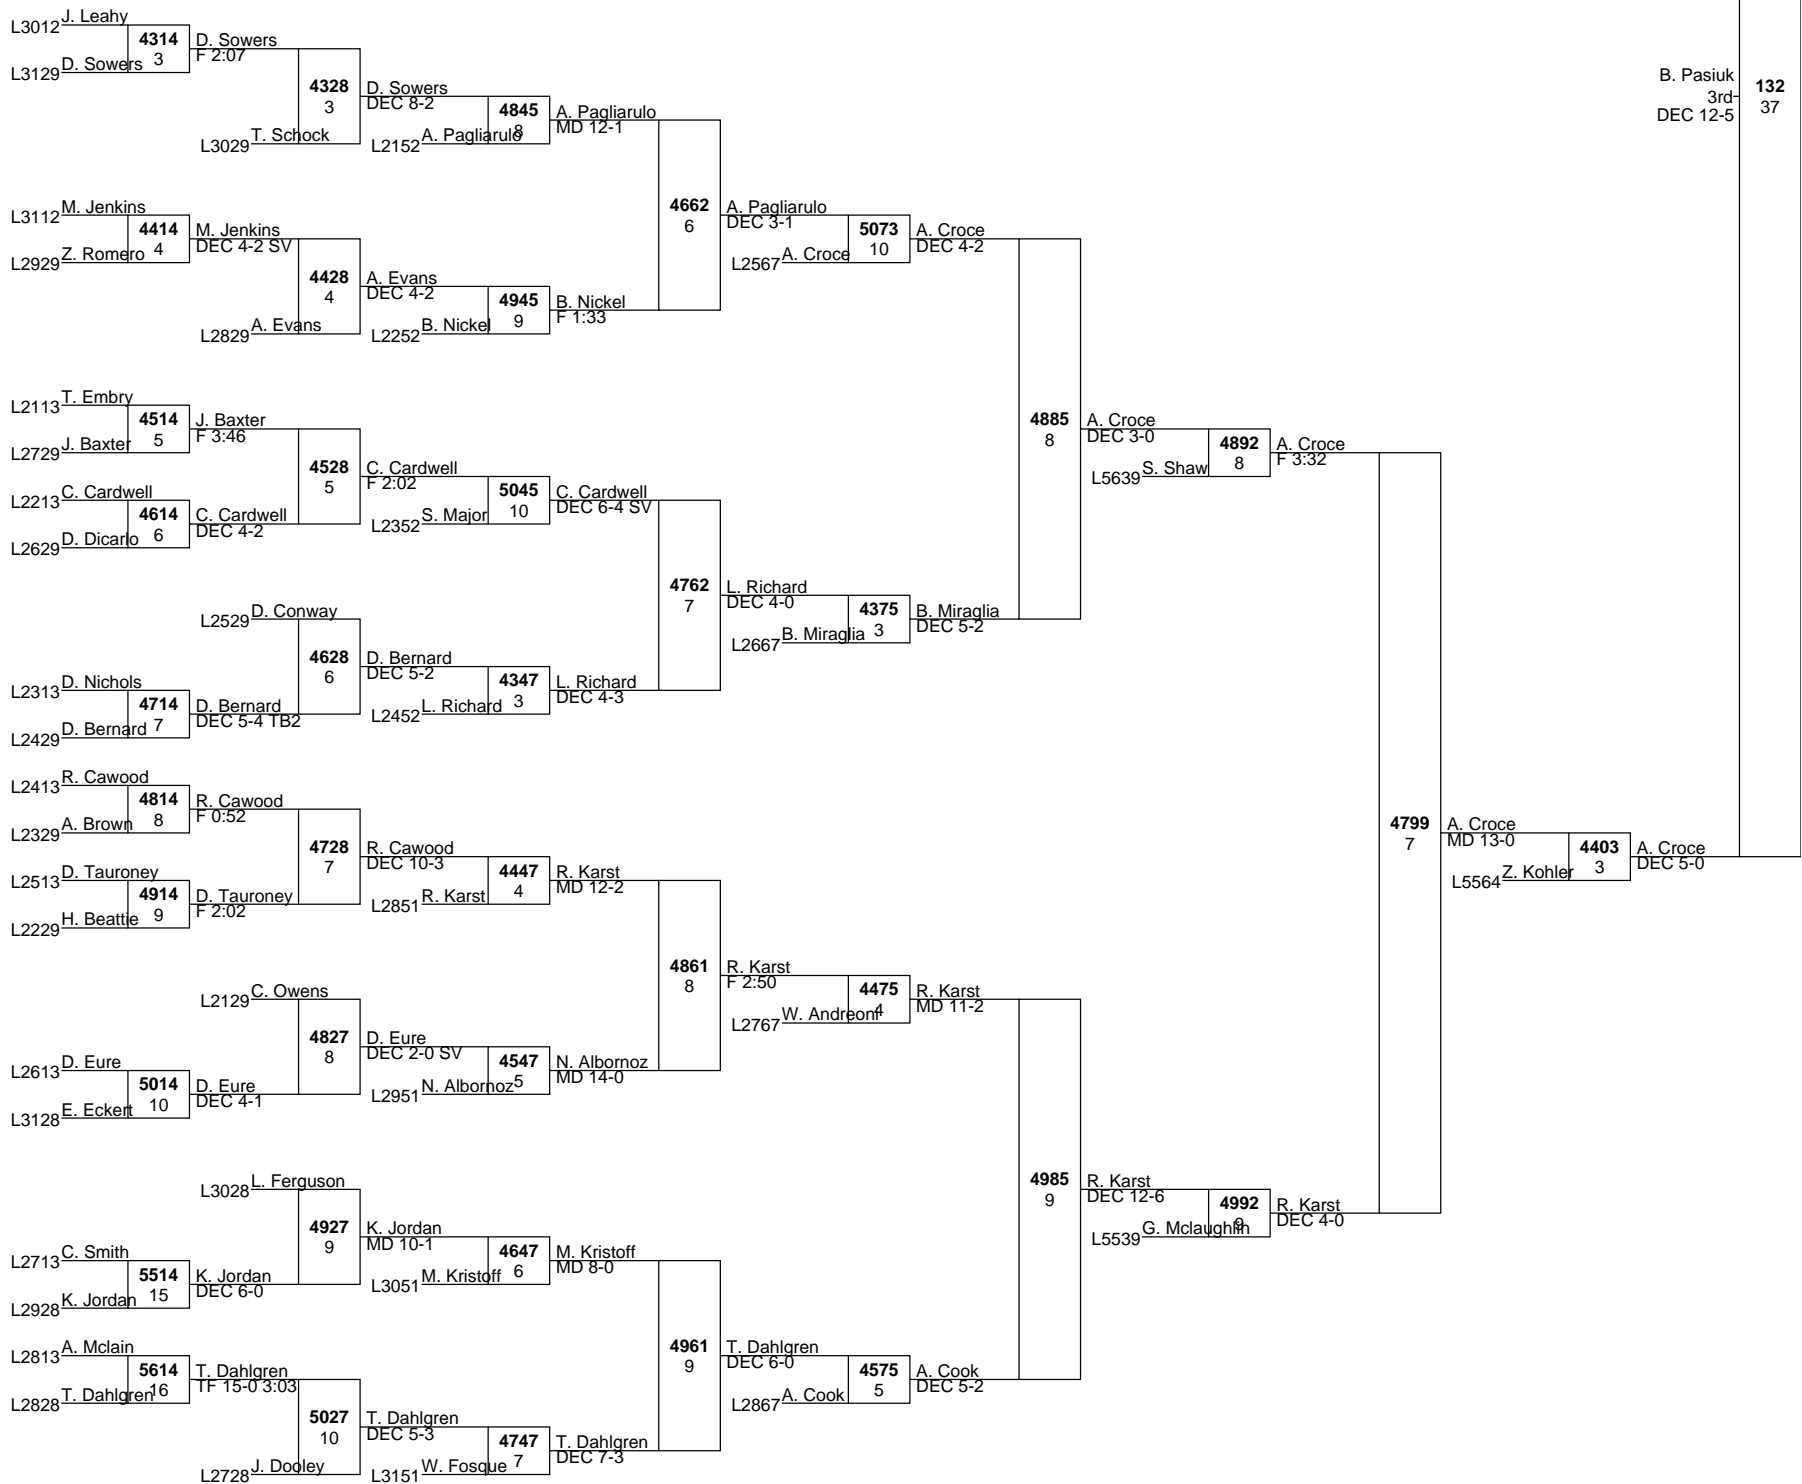 J. Leahy
L3012
4314
3
D. Sowers
F 2:07
D. Sowers
L3129
4328
3
D. Sowers
DEC 8-2
T. Schock
L3029
4845
8
A. Pagliarulo
L2152
A. Pagliarulo
MD 12-1
B. Pasiuk
3rd
DEC 12-5
132
37
M. Jenkins
L3112
4414
4
M. Jenkins
DEC 4-2 SV
Z. Romero
L2929
4428
4
A. Evans
DEC 4-2
A. Evans
L2829
4945
9
B. Nickel
L2252
B. Nickel
F 1:33
4662
6
A. Pagliarulo
DEC 3-1
A. Croce
L2567
5073
10
A. Croce
DEC 4-2
T. Embry
L2113
4514
5
J. Baxter
F 3:46
J. Baxter
L2729
4528
5
C. Cardwell
F 2:02
C. Cardwell
L2213
4614
6
C. Cardwell
DEC 4-2
D. Dicarlo
L2629
5045
10
S. Major
L2352
C. Cardwell
DEC 6-4 SV
4885
8
A. Croce
DEC 3-0
S. Shaw
L5639
4892
8
A. Croce
F 3:32
4762
7
L. Richard
DEC 4-0
B. Miraglia
L2667
4375
3
B. Miraglia
DEC 5-2
D. Conway
L2529
4628
6
D. Bernard
DEC 5-2
D. Nichols
L2313
4714
7
D. Bernard
DEC 5-4 TB2
D. Bernard
L2429
4347
3
L. Richard
L2452
L. Richard
DEC 4-3
R. Cawood
L2413
4814
8
R. Cawood
F 0:52
A. Brown
L2329
4728
7
R. Cawood
DEC 10-3
D. Tauroney
L2513
4914
9
D. Tauroney
F 2:02
H. Beattie
L2229
4447
4
R. Karst
L2851
R. Karst
MD 12-2
4799
7
A. Croce
MD 13-0
Z. Kohler
L5564
4403
3
A. Croce
DEC 5-0
4861
8
R. Karst
F 2:50
W. Andreoni
L2767
4475
4
R. Karst
MD 11-2
C. Owens
L2129
4827
8
D. Eure
DEC 2-0 SV
D. Eure
L2613
5014
10
D. Eure
DEC 4-1
E. Eckert
L3128
4547
5
N. Albornoz
L2951
N. Albornoz
MD 14-0
L. Ferguson
L3028
4927
9
K. Jordan
MD 10-1
C. Smith
L2713
5514
15
K. Jordan
DEC 6-0
K. Jordan
L2928
4647
6
M. Kristoff
L3051
M. Kristoff
MD 8-0
4985
9
R. Karst
DEC 12-6
G. Mclaughlin
L5539
4992
9
R. Karst
DEC 4-0
4961
9
T. Dahlgren
DEC 6-0
A. Cook
L2867
4575
5
A. Cook
DEC 5-2
A. Mclain
L2813
5614
16
T. Dahlgren
TF 15-0 3:03
T. Dahlgren
L2828
5027
10
T. Dahlgren
DEC 5-3
J. Dooley
L2728
4747
7
W. Fosque
L3151
T. Dahlgren
DEC 7-3